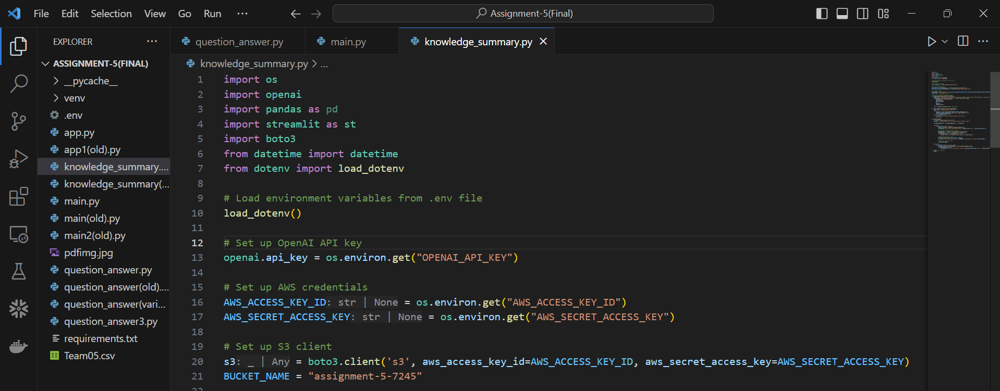 File Edit Selection View Go Run ··· Assignment-5(Final)
EXPLORER ···
ASSIGNMENT-5(FINAL)
__pycache__
venv
.env
app.py
app1(old).py
knowledge_summary....
knowledge_summary(...
main.py
main(old).py
main2(old).py
pdfimg.jpg
question_answer.py
question_answer(old)....
question_answer(vari...
question_answer3.py
requirements.txt
Team05.csv
question_answer.py main.py knowledge_summary.py
knowledge_summary.py > ...
1 import os
2 import openai
3 import pandas as pd
4 import streamlit as st
5 import boto3
6 from datetime import datetime
7 from dotenv import load_dotenv
8
9 # Load environment variables from .env file
10 load_dotenv()
11
12 # Set up OpenAI API key
13 openai.api_key = os.environ.get("OPENAI_API_KEY")
14
15 # Set up AWS credentials
16 AWS_ACCESS_KEY_ID: str | None = os.environ.get("AWS_ACCESS_KEY_ID")
17 AWS_SECRET_ACCESS_KEY: str | None = os.environ.get("AWS_SECRET_ACCESS_KEY")
18
19 # Set up S3 client
20 s3: _ | Any = boto3.client('s3', aws_access_key_id=AWS_ACCESS_KEY_ID, aws_secret_access_key=AWS_SECRET_ACCESS_KEY)
21 BUCKET_NAME = "assignment-5-7245"